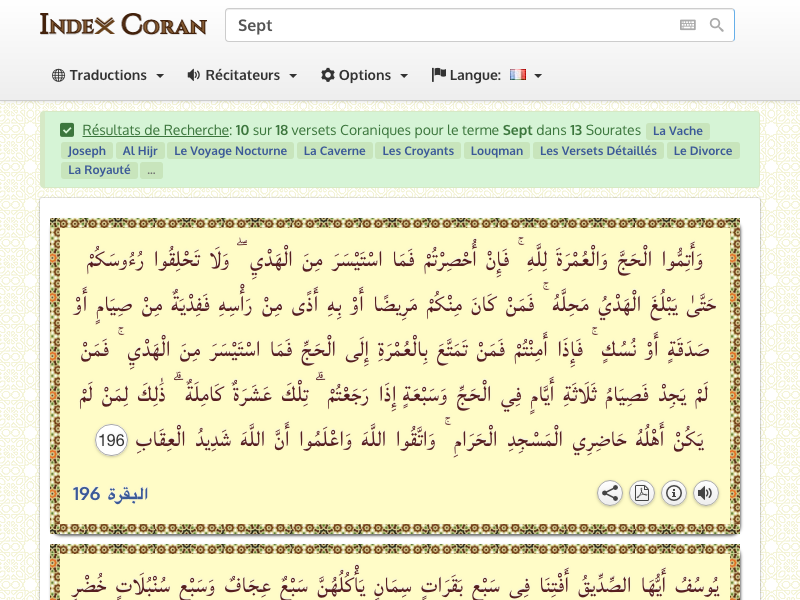 Index Coran
Sept
Traductions
Récitateurs
Options
Langue:
Résultats de Recherche: 10 sur 18 versets Coraniques pour le terme Sept dans 13 Sourates La Vache
Joseph Al Hijr Le Voyage Nocturne La Caverne Les Croyants Louqman Les Versets Détaillés Le Divorce
La Royauté ...
وَأَتِمُّوا الْحَجَّ وَالْعُمْرَةَ لِلَّهِ ۚ فَإِنْ أُحْصِرْتُمْ فَمَا اسْتَيْسَرَ مِنَ الْهَدْيِ ۖ وَلَا تَحْلِقُوا رُءُوسَكُمْ
حَتَّىٰ يَبْلُغَ الْهَدْيُ مَحِلَّهُ ۚ فَمَنْ كَانَ مِنْكُمْ مَرِيضًا أَوْ بِهِ أَذًى مِنْ رَأْسِهِ فَفِدْيَةٌ مِنْ صِيَامٍ أَوْ
صَدَقَةٍ أَوْ نُسُكٍ ۚ فَإِذَا أَمِنْتُمْ فَمَنْ تَمَتَّعَ بِالْعُمْرَةِ إِلَى الْحَجِّ فَمَا اسْتَيْسَرَ مِنَ الْهَدْيِ ۚ فَمَنْ
لَمْ يَجِدْ فَصِيَامُ ثَلَاثَةِ أَيَّامٍ فِي الْحَجِّ وَسَبْعَةٍ إِذَا رَجَعْتُمْ ۗ تِلْكَ عَشَرَةٌ كَامِلَةٌ ۗ ذَٰلِكَ لِمَنْ لَمْ
يَكُنْ أَهْلُهُ حَاضِرِي الْمَسْجِدِ الْحَرَامِ ۚ وَاتَّقُوا اللَّهَ وَاعْلَمُوا أَنَّ اللَّهَ شَدِيدُ الْعِقَابِ 196
البقرة 196
يُوسُفُ أَيُّهَا الصِّدِّيقُ أَفْتِنَا فِي سَبْعِ بَقَرَاتٍ سِمَانٍ يَأْكُلُهُنَّ سَبْعٌ عِجَافٌ وَسَبْعِ سُنْبُلَاتٍ خُضْرٍ